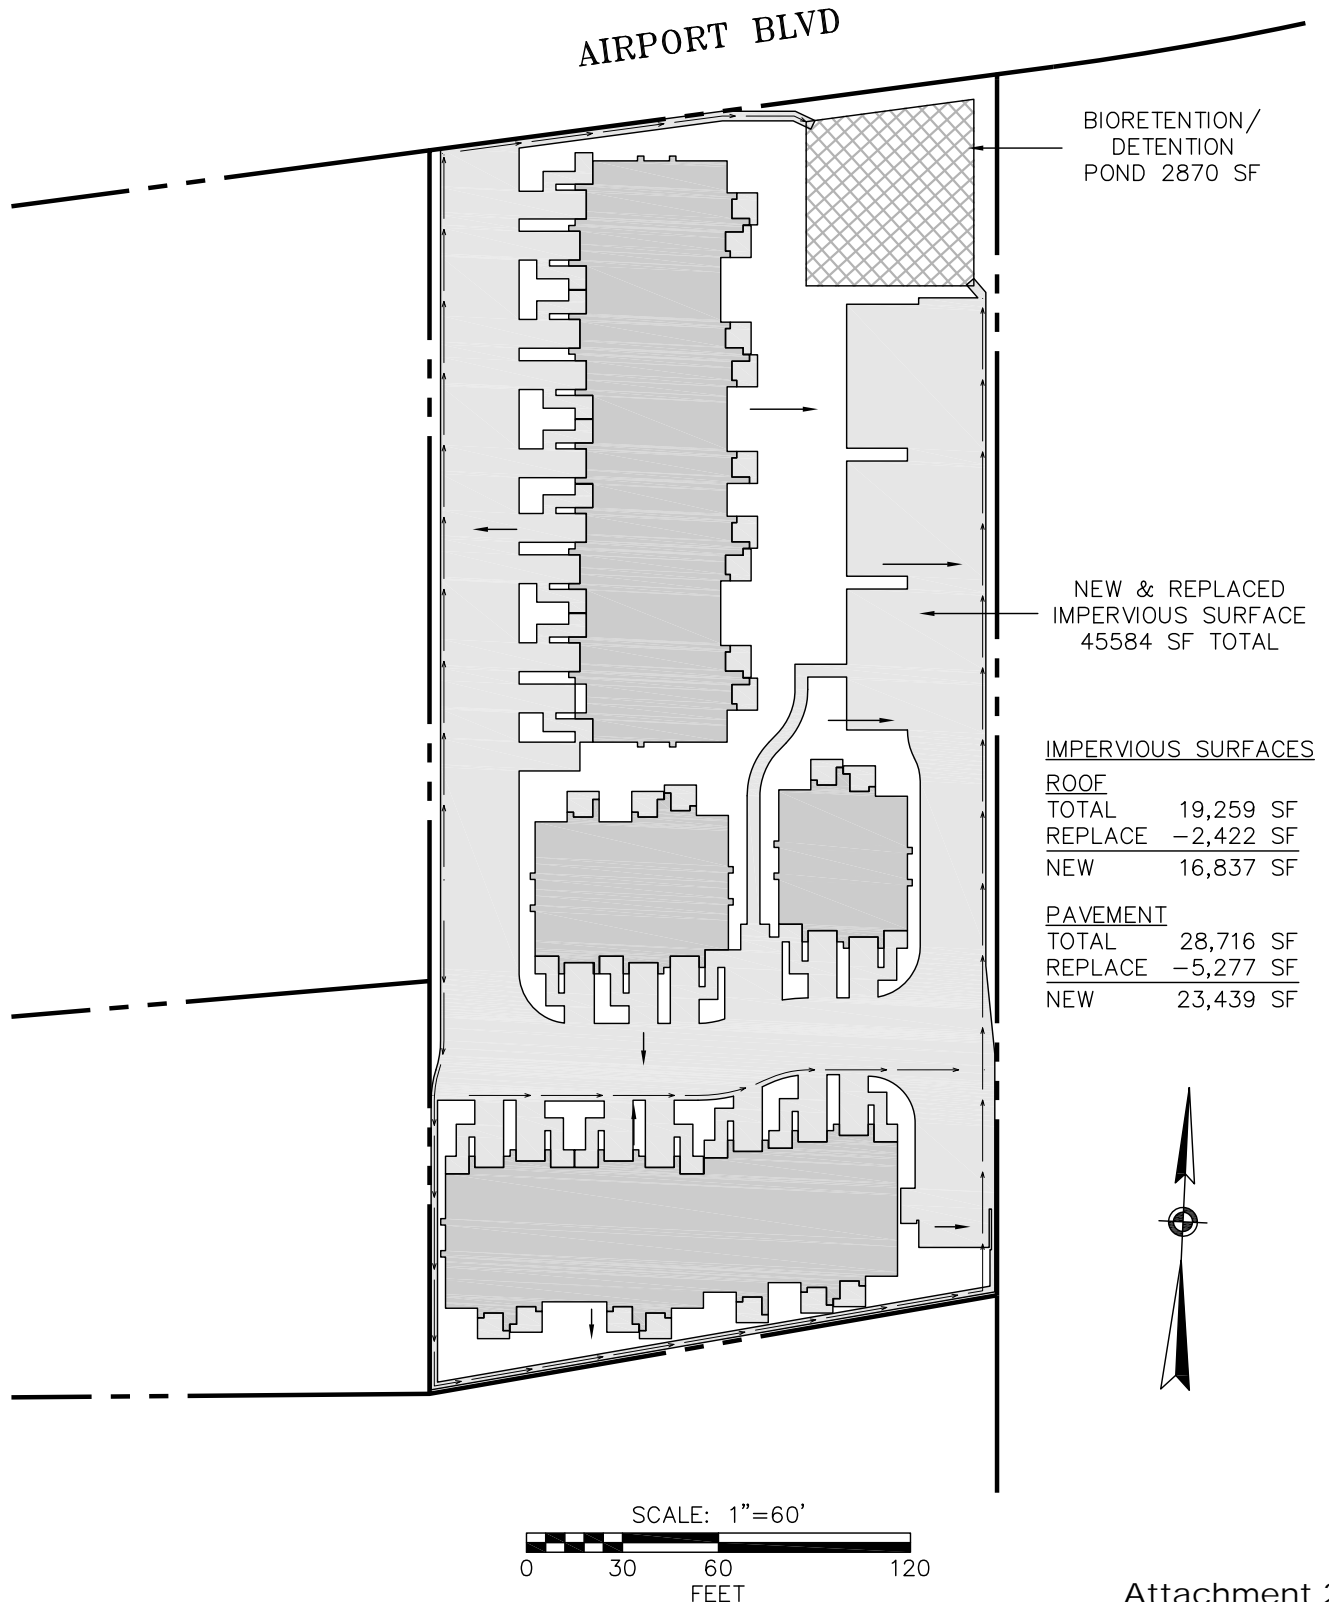 AIRPORT BLVD
BIORETENTION/
DETENTION
POND 2870 SF
NEW & REPLACED
IMPERVIOUS SURFACE
45584 SF TOTAL
IMPERVIOUS SURFACES
ROOF
TOTAL 19,259 SF
REPLACE -2,422 SF
NEW 16,837 SF
PAVEMENT
TOTAL 28,716 SF
REPLACE -5,277 SF
NEW 23,439 SF
SCALE: 1"=60'
0 30 60 120
FEET
Attachment 2